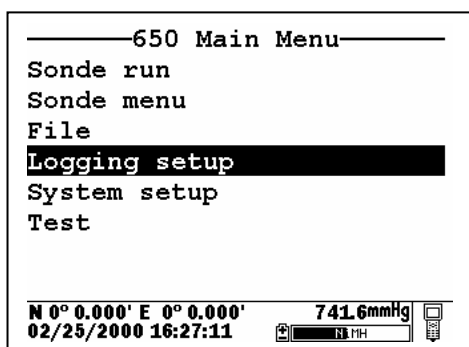 650 Main Menu
Sonde run
Sonde menu
File
Logging setup
System setup
Test
N 0° 0.000' E 0° 0.000' 741.6mmHg
02/25/2000 16:27:11 NiMH